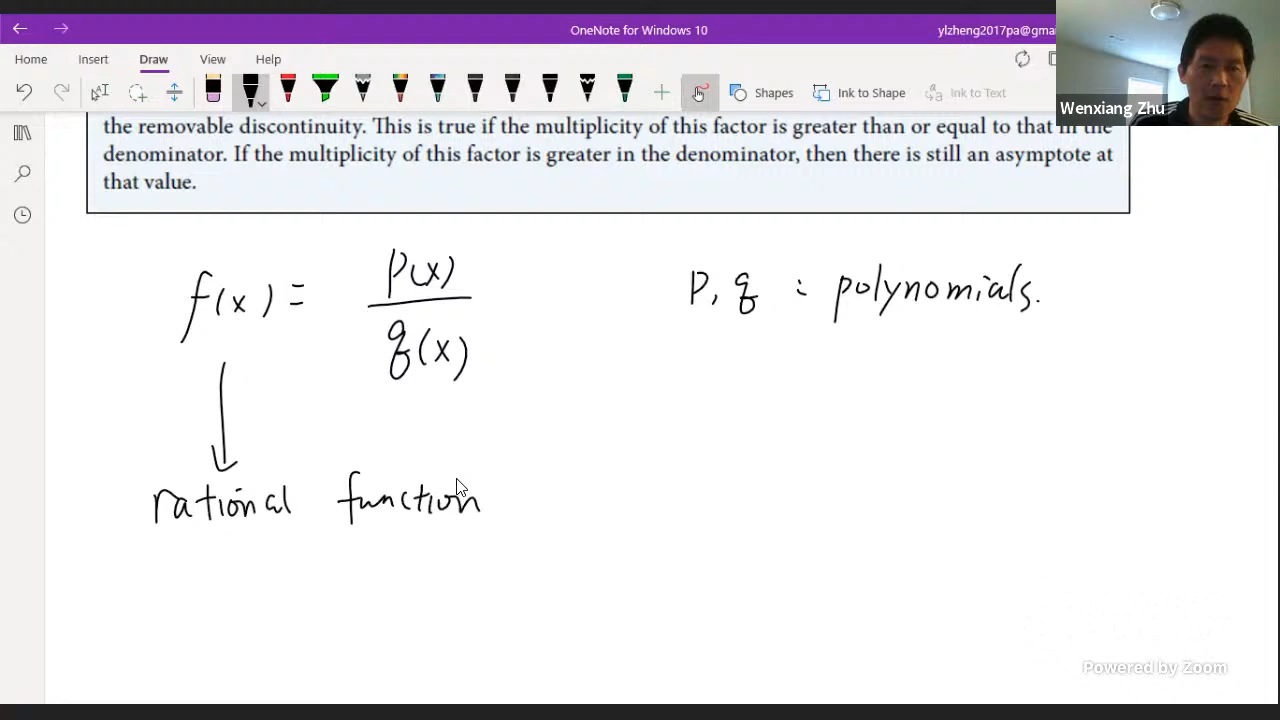 OneNote for Windows 10
ylzheng2017pa@gma
Home Insert Draw View Help
Shapes Ink to Shape Ink to Text
Wenxiang Zhu
the removable discontinuity. This is true if the multiplicity of this factor is greater than or equal to that in the
denominator. If the multiplicity of this factor is greater in the denominator, then there is still an asymptote at
that value.
f(x) = p(x) / q(x)
P, q : polynomials.
rational function
Powered by Zoom